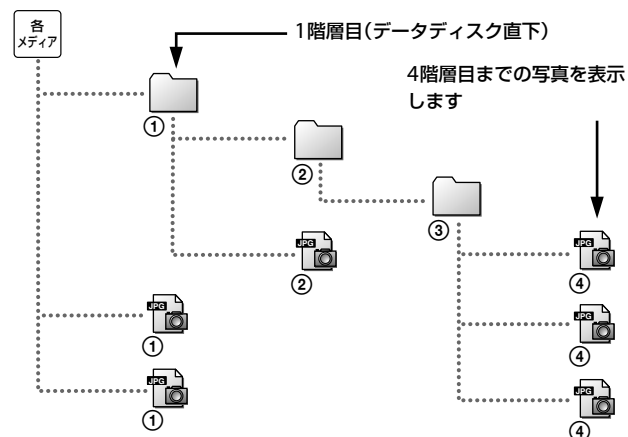 各
メディア
1階層目(データディスク直下)
4階層目までの写真を表示
します
①
②
③
JPG
②
JPG
④
JPG
①
JPG
④
JPG
①
JPG
④